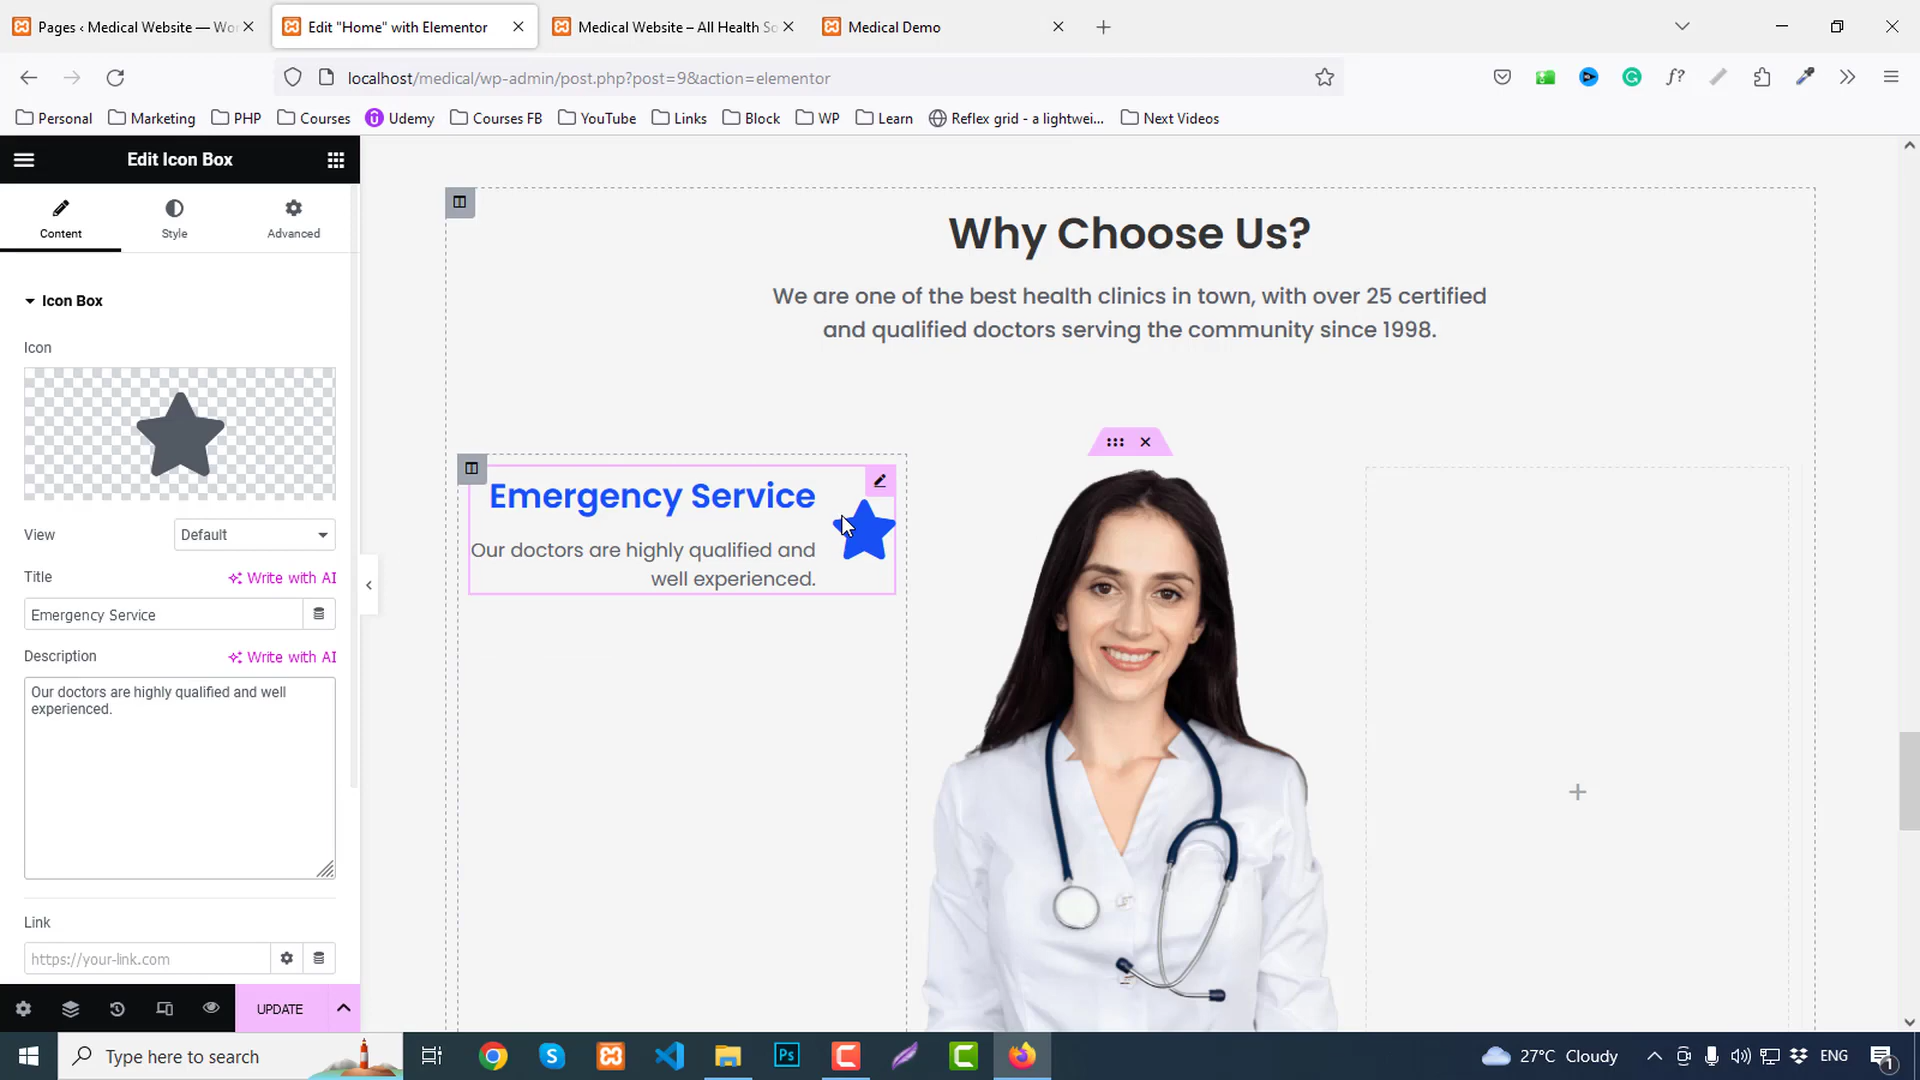 Pages ‹ Medical Website — Wor
Edit "Home" with Elementor
Medical Website – All Health So
Medical Demo
localhost/medical/wp-admin/post.php?post=9&action=elementor
Personal
Marketing
PHP
Courses
Udemy
Courses FB
YouTube
Links
Block
WP
Learn
Reflex grid - a lightwei...
Next Videos
Edit Icon Box
Content
Style
Advanced
Icon Box
Icon
View
Default
Title
Write with AI
Emergency Service
Description
Write with AI
Our doctors are highly qualified and well
experienced.
Link
https://your-link.com
UPDATE
Why Choose Us?
We are one of the best health clinics in town, with over 25 certified
and qualified doctors serving the community since 1998.
Emergency Service
Our doctors are highly qualified and
well experienced.
Type here to search
27°C Cloudy
ENG
1